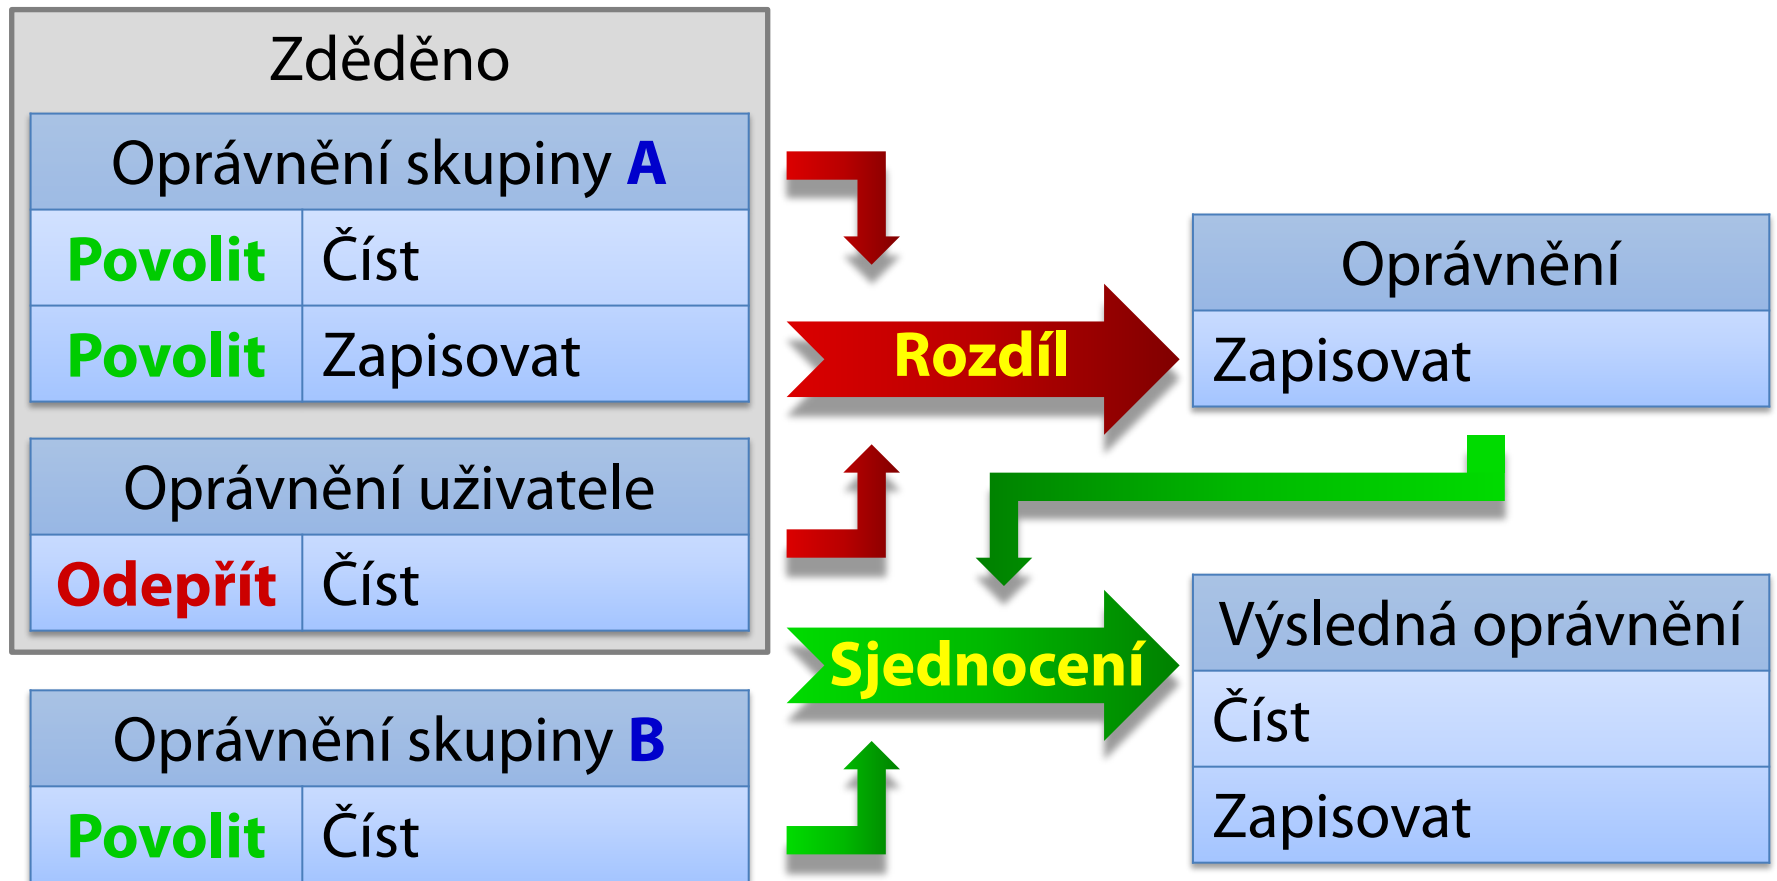 Zděděno
Oprávnění skupiny A
Povolit Číst
Povolit Zapisovat
Oprávnění uživatele
Odepřít Číst
Oprávnění skupiny B
Povolit Číst
Rozdíl
Sjednocení
Oprávnění
Zapisovat
Výsledná oprávnění
Číst
Zapisovat